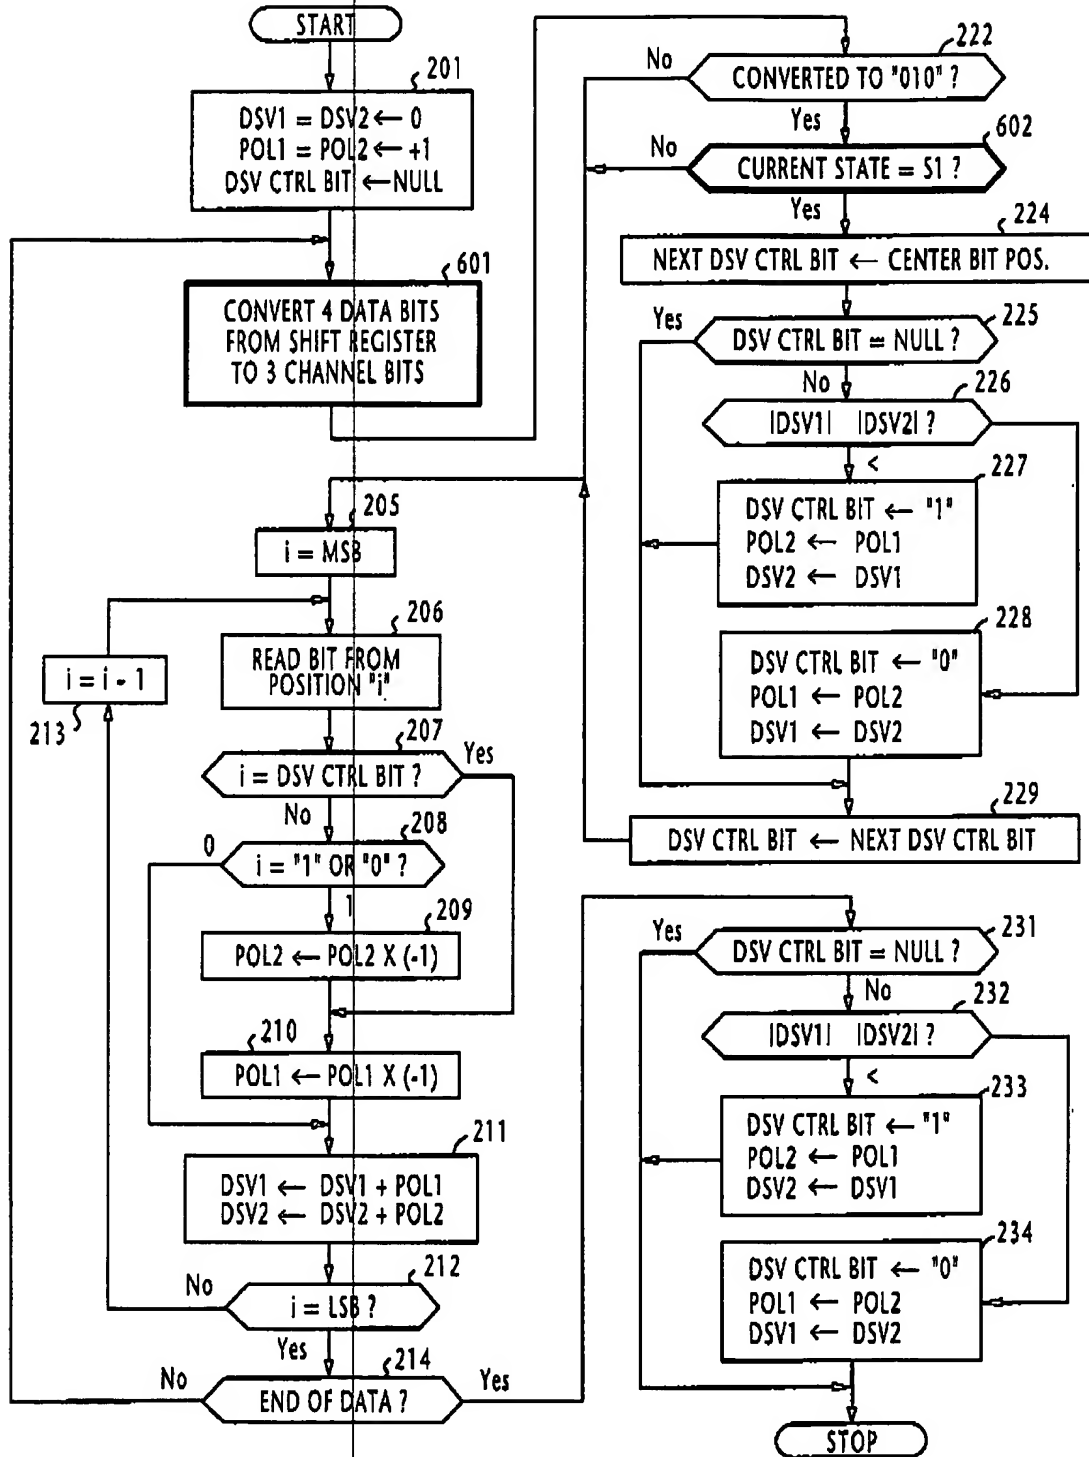 START
201
DSV1 = DSV2 ← 0
POL1 = POL2 ← +1
DSV CTRL BIT ← NULL
601
CONVERT 4 DATA BITS
FROM SHIFT REGISTER
TO 3 CHANNEL BITS
205
i = MSB
206
READ BIT FROM
POSITION "i"
i = i - 1
213
207
i = DSV CTRL BIT ?
Yes
No
208
0
i = "1" OR "0" ?
1
209
POL2 ← POL2 X (-1)
210
POL1 ← POL1 X (-1)
211
DSV1 ← DSV1 + POL1
DSV2 ← DSV2 + POL2
212
No
i = LSB ?
Yes
214
No
END OF DATA ?
Yes
222
No
CONVERTED TO "010" ?
Yes
602
No
CURRENT STATE = S1 ?
Yes
224
NEXT DSV CTRL BIT ← CENTER BIT POS.
225
Yes
DSV CTRL BIT = NULL ?
No
226
|DSV1| |DSV2| ?
<
227
DSV CTRL BIT ← "1"
POL2 ← POL1
DSV2 ← DSV1
228
DSV CTRL BIT ← "0"
POL1 ← POL2
DSV1 ← DSV2
229
DSV CTRL BIT ← NEXT DSV CTRL BIT
231
Yes
DSV CTRL BIT = NULL ?
No
232
|DSV1| |DSV2| ?
<
233
DSV CTRL BIT ← "1"
POL2 ← POL1
DSV2 ← DSV1
234
DSV CTRL BIT ← "0"
POL1 ← POL2
DSV1 ← DSV2
STOP